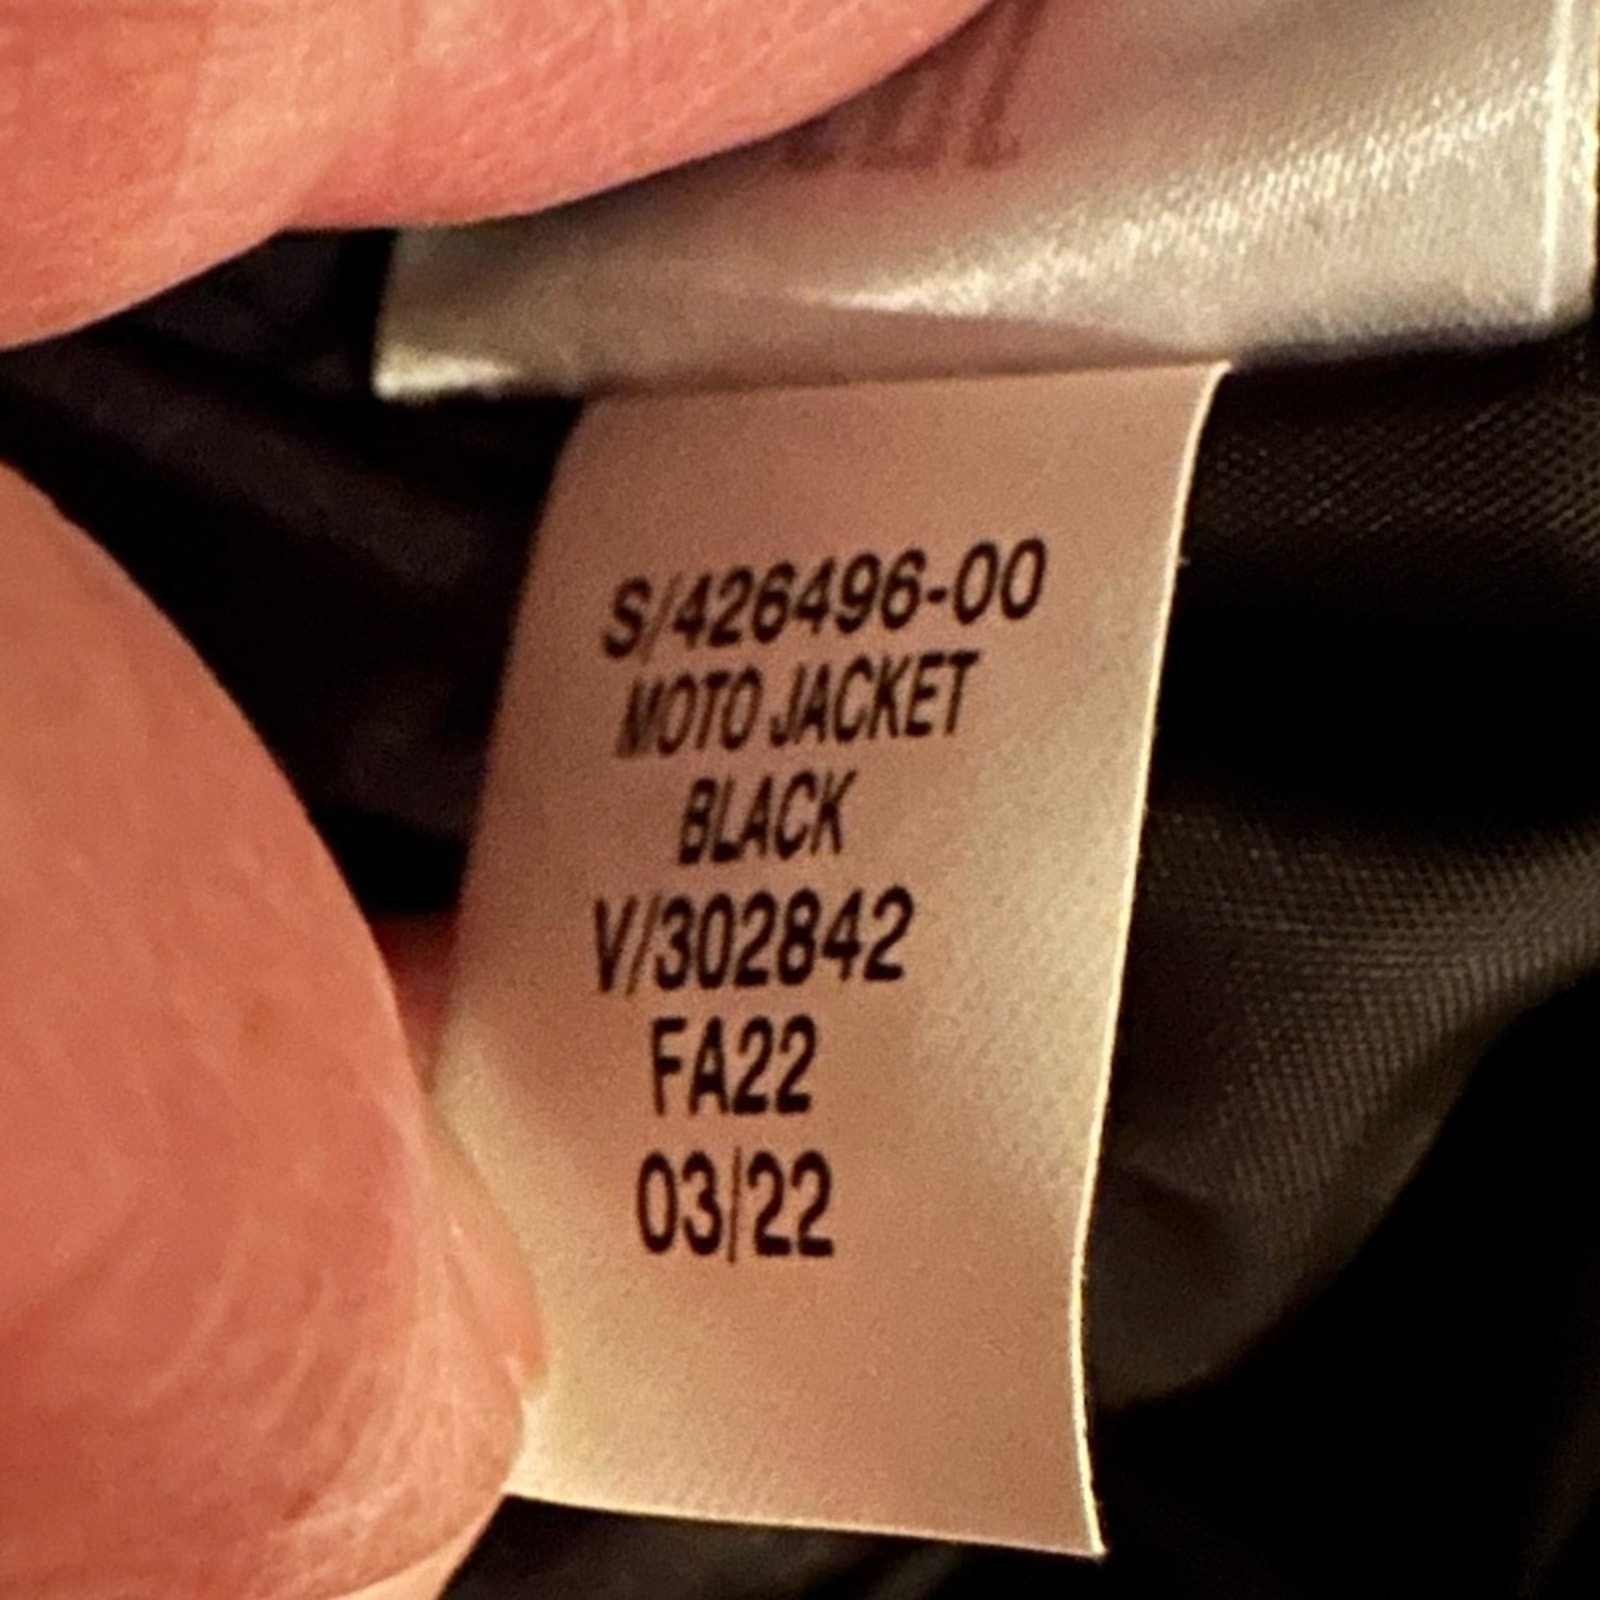 S/426496-00
MOTO JACKET
BLACK
V/302842
FA22
03/22